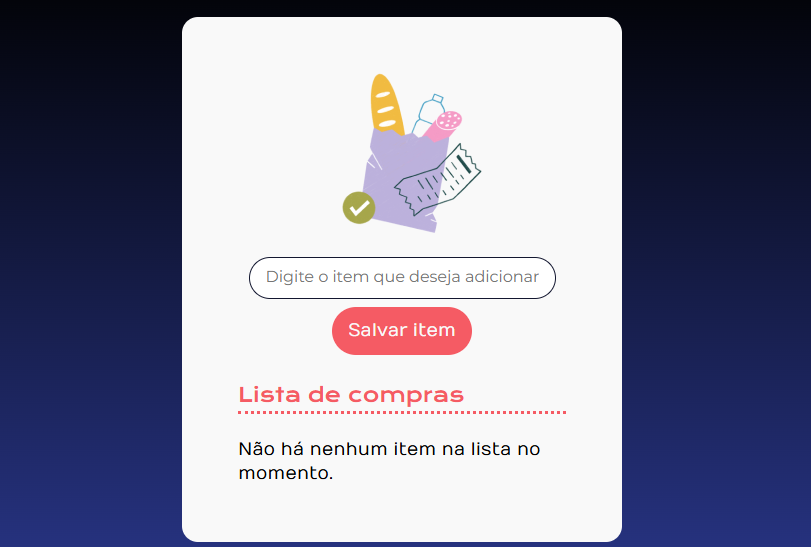 Digite o item que deseja adicionar
Salvar item
Lista de compras
Não há nenhum item na lista no
momento.